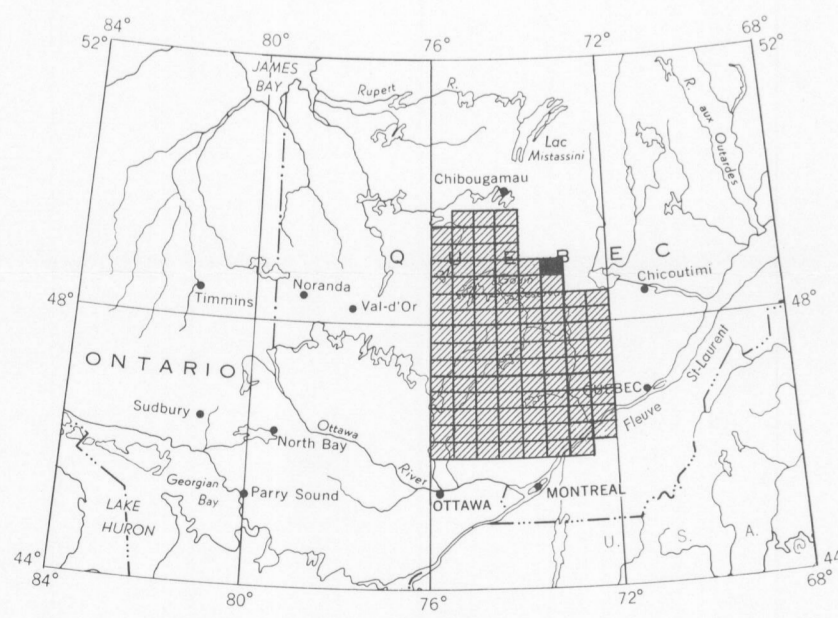 84°
80°
76°
72°
68°
52°
52°
JAMES
BAY
Rupert R.
R. aux Outardes
Lac
Mistassini
Chibougamau
Q U E B E C
Chicoutimi
Timmins
Noranda
Val-d'Or
48°
48°
ONTARIO
St-Laurent
QUEBEC
Fleuve
Sudbury
Ottawa
North Bay
River
Georgian
Bay
Parry Sound
OTTAWA
MONTREAL
LAKE
HURON
U. S. A.
44°
44
84°
80°
76°
72°
68°